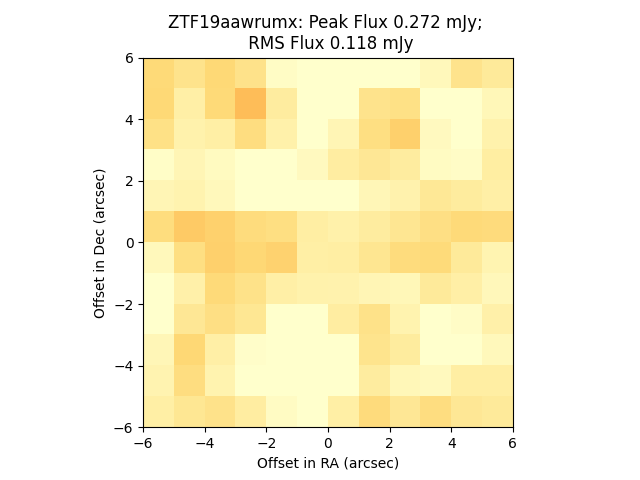 ZTF19aawrumx: Peak Flux 0.272 mJy;
RMS Flux 0.118 mJy
6
4
2
0
−2
−4
−6
Offset in Dec (arcsec)
−6 −4 −2 0 2 4 6
Offset in RA (arcsec)